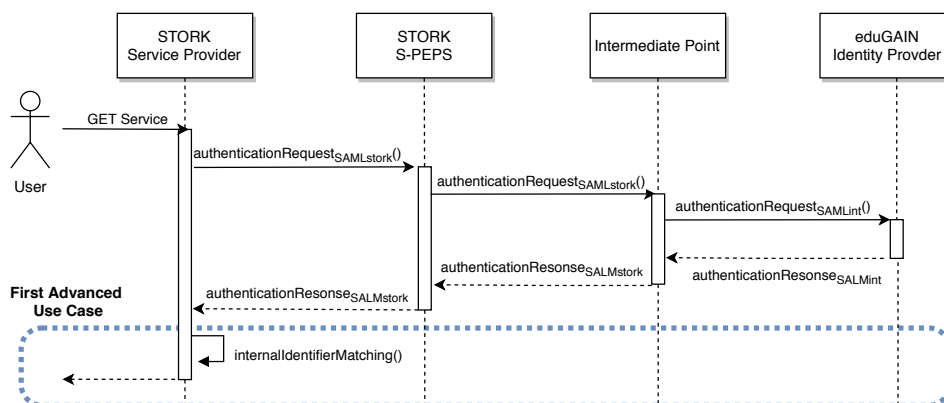 STORK
Service Provider
STORK
S-PEPS
Intermediate Point
eduGAIN
Identity Provder
GET Service
User
authenticationRequestSAMLstork()
authenticationRequestSAMLstork()
authenticationRequestSAMLint()
authenticationResonseSALMint
authenticationResonseSALMstork
authenticationResonseSALMstork
First Advanced
Use Case
internalIdentifierMatching()